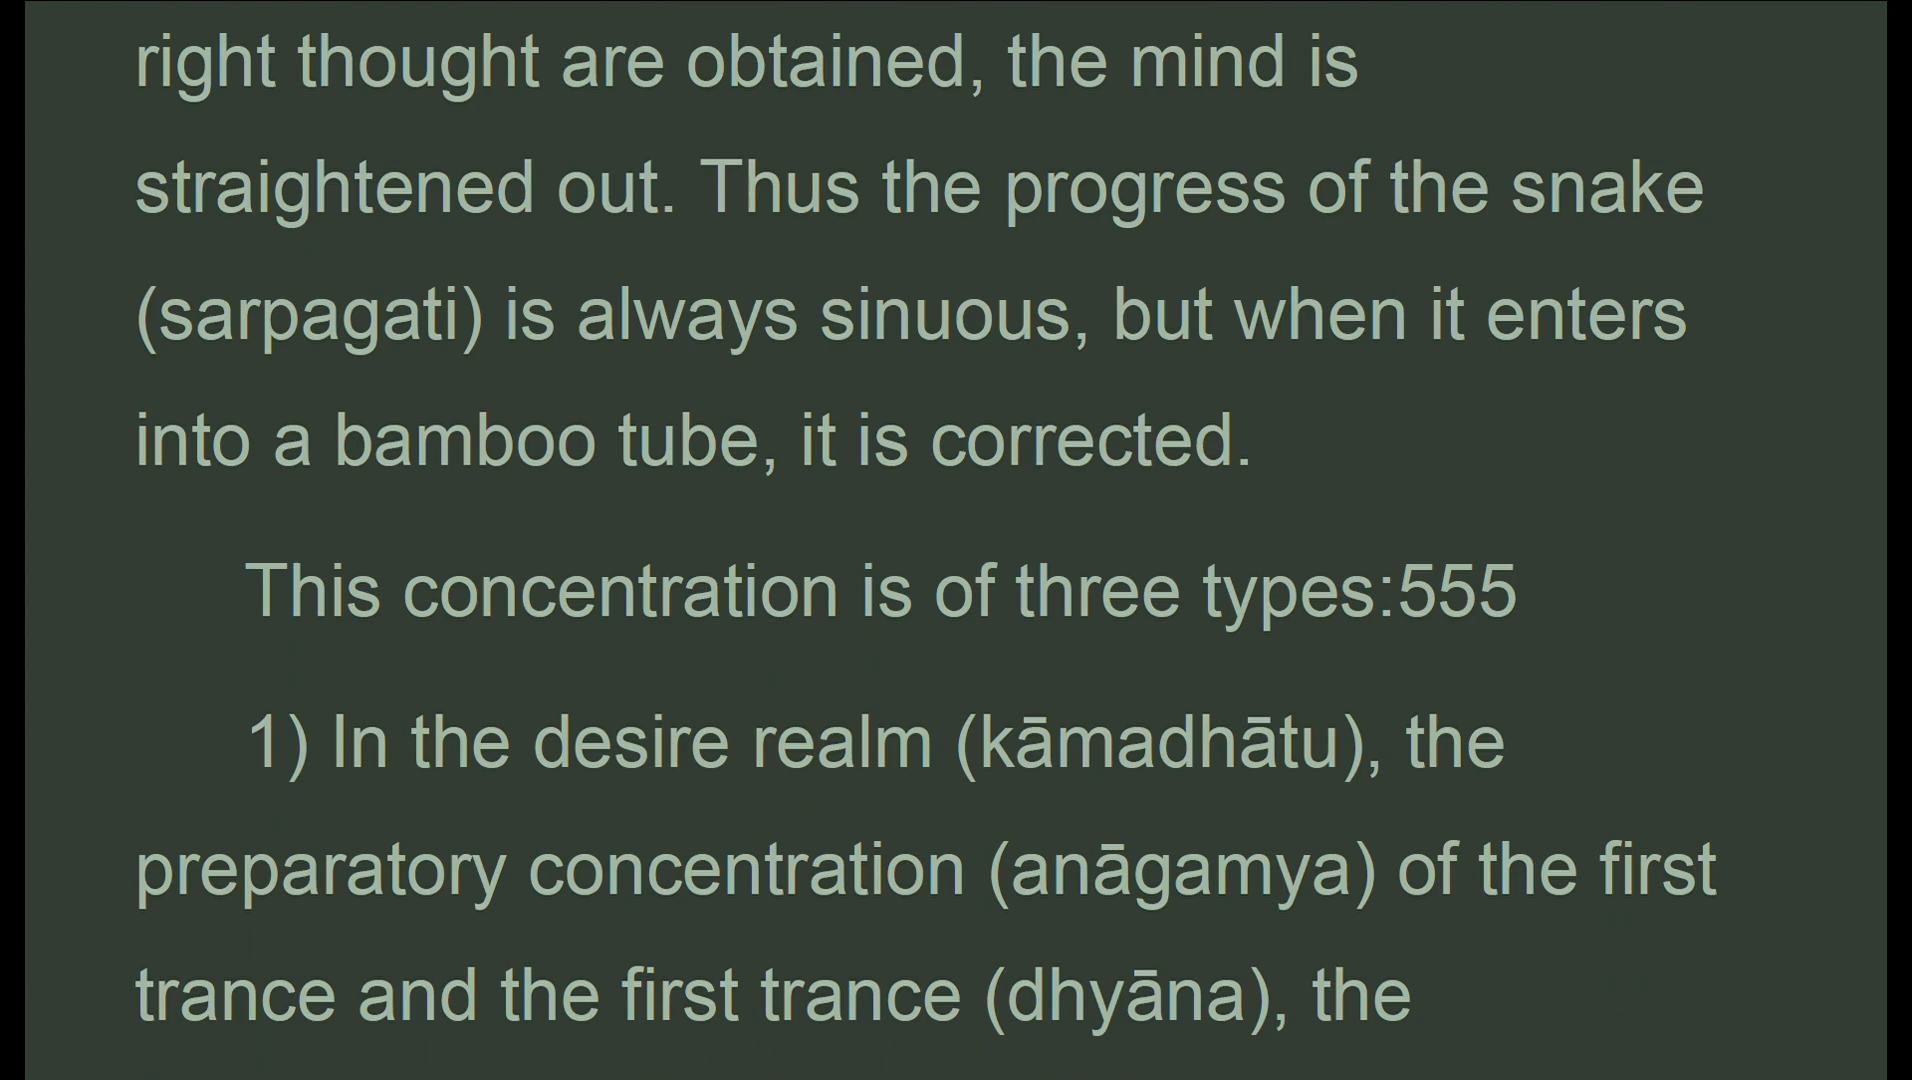 right thought are obtained, the mind is
straightened out. Thus the progress of the snake
(sarpagati) is always sinuous, but when it enters
into a bamboo tube, it is corrected.
This concentration is of three types:555
1) In the desire realm (kāmadhātu), the
preparatory concentration (anāgamya) of the first
trance and the first trance (dhyāna), the